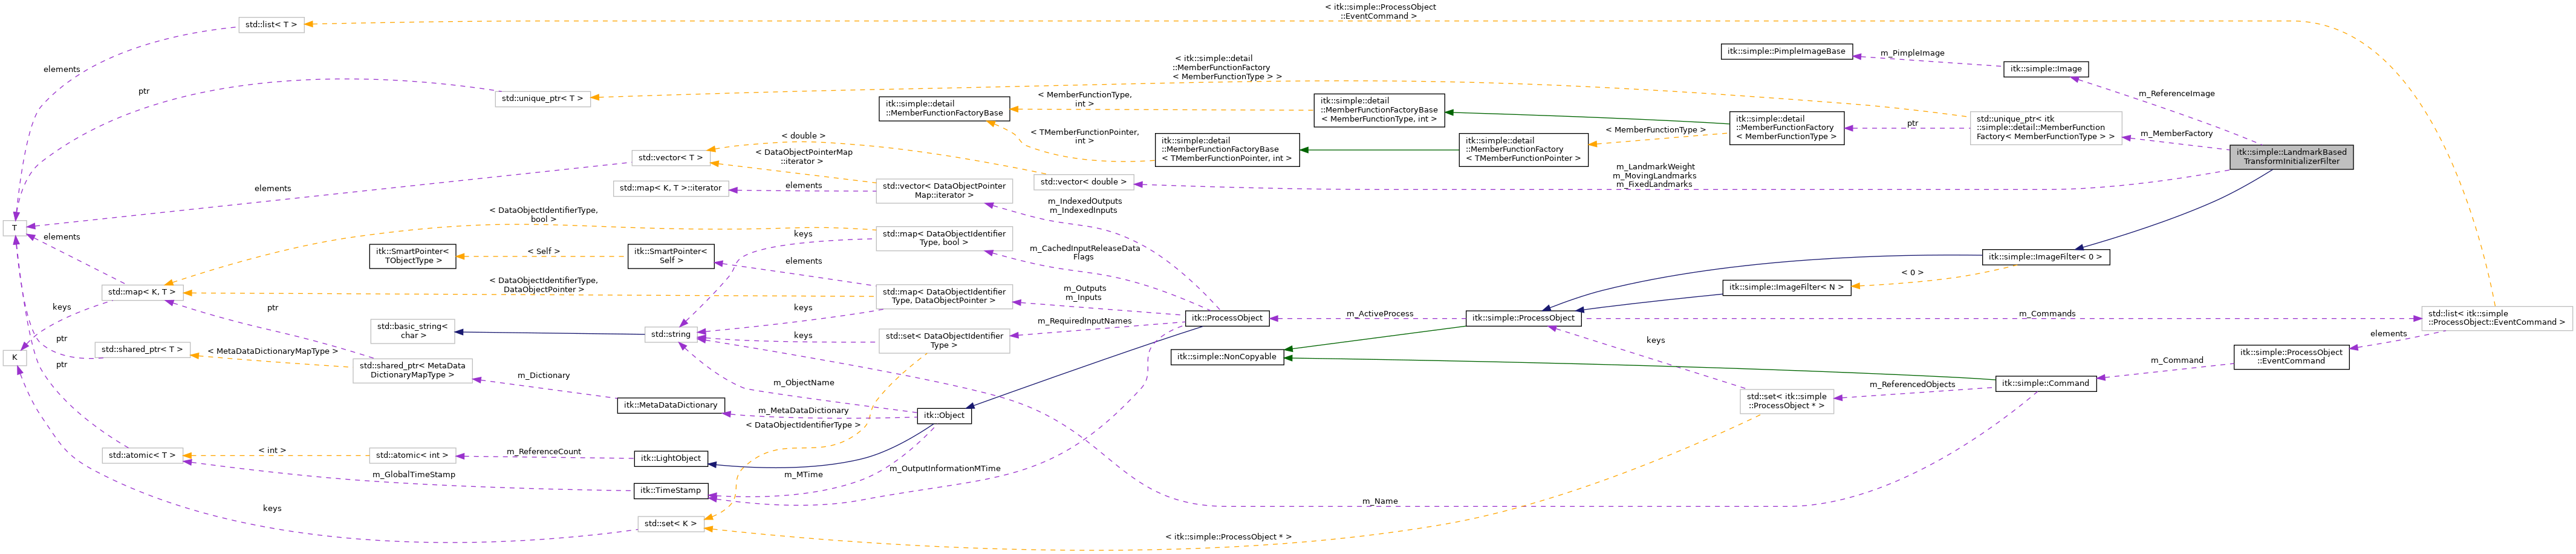 < itk::simple::ProcessObject
::EventCommand >
std::list< T >
itk::simple::PimpleImageBase
m_PimpleImage
itk::simple::Image
elements
< itk::simple::detail
::MemberFunctionFactory
< MemberFunctionType > >
ptr
std::unique_ptr< T >
m_ReferenceImage
itk::simple::detail
::MemberFunctionFactoryBase
< MemberFunctionType,
int >
itk::simple::detail
::MemberFunctionFactoryBase
< MemberFunctionType, int >
itk::simple::detail
::MemberFunctionFactory
< MemberFunctionType >
ptr
std::unique_ptr< itk
::simple::detail::MemberFunction
Factory< MemberFunctionType > >
m_MemberFactory
< double >
< TMemberFunctionPointer,
int >
itk::simple::detail
::MemberFunctionFactoryBase
< TMemberFunctionPointer, int >
itk::simple::detail
::MemberFunctionFactory
< TMemberFunctionPointer >
< MemberFunctionType >
itk::simple::LandmarkBased
TransformInitializerFilter
std::vector< T >
< DataObjectPointerMap
::iterator >
std::vector< double >
m_LandmarkWeight
m_MovingLandmarks
m_FixedLandmarks
elements
std::map< K, T >::iterator
elements
std::vector< DataObjectPointer
Map::iterator >
m_IndexedOutputs
m_IndexedInputs
< DataObjectIdentifierType,
bool >
T
elements
keys
std::map< DataObjectIdentifier
Type, bool >
m_CachedInputReleaseData
Flags
itk::SmartPointer<
TObjectType >
< Self >
itk::SmartPointer<
Self >
elements
itk::simple::ImageFilter< 0 >
< 0 >
itk::simple::ImageFilter< N >
std::map< K, T >
< DataObjectIdentifierType,
DataObjectPointer >
std::map< DataObjectIdentifier
Type, DataObjectPointer >
m_Outputs
m_Inputs
keys
ptr
keys
itk::ProcessObject
m_ActiveProcess
itk::simple::ProcessObject
m_Commands
std::list< itk::simple
::ProcessObject::EventCommand >
std::basic_string<
char >
std::string
keys
std::set< DataObjectIdentifier
Type >
m_RequiredInputNames
ptr
K
std::shared_ptr< T >
< MetaDataDictionaryMapType >
itk::simple::NonCopyable
keys
elements
itk::simple::ProcessObject
::EventCommand
ptr
std::shared_ptr< MetaData
DictionaryMapType >
m_Dictionary
m_ObjectName
m_Command
itk::simple::Command
m_ReferencedObjects
std::set< itk::simple
::ProcessObject * >
itk::MetaDataDictionary
m_MetaDataDictionary
itk::Object
< DataObjectIdentifierType >
std::atomic< T >
< int >
std::atomic< int >
m_ReferenceCount
itk::LightObject
m_GlobalTimeStamp
m_MTime
m_OutputInformationMTime
itk::TimeStamp
m_Name
keys
std::set< K >
< itk::simple::ProcessObject * >